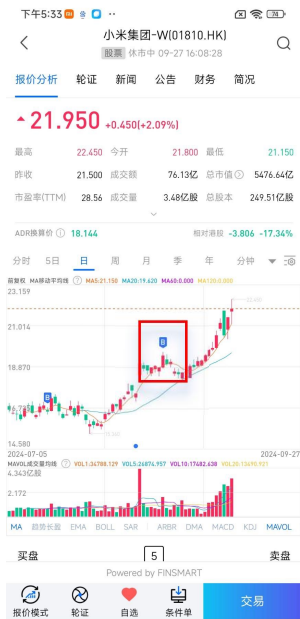 下午5:33 74
小米集团-W(01810.HK)
股票 休市中 09-27 16:08:28
报价分析 轮证 新闻 公告 财务 简况
21.950 +0.450(+2.09%)
最高 22.450 今开 21.800 最低 21.150
昨收 21.500 成交额 76.13亿 总市值 5476.64亿
市盈率(TTM) 28.56 成交量 3.48亿股 总股本 249.51亿股
ADR换算价 18.144 相对港股 -3.806 -17.34%
分时 5日 日 周 月 季 年 分钟
前复权 MA移动平均线 MA5:21.150 MA20:19.620 MA60:0.000 MA120:0.000
23.159
21.014
B
18.870
B
14.580
2024-07-05 2024-09-27
MAVOL成交量均线 VOL1:34788.129 VOL5:26874.957 VOL10:17482.638 VOL20:13490.921
4.343亿股
2.172
MA 趋势长盈 EMA BOLL SAR ARBR DMA MACD KDJ MAVOL
买盘 5 卖盘
Powered by FINSMART
报价模式 轮证 自选 条件单 交易